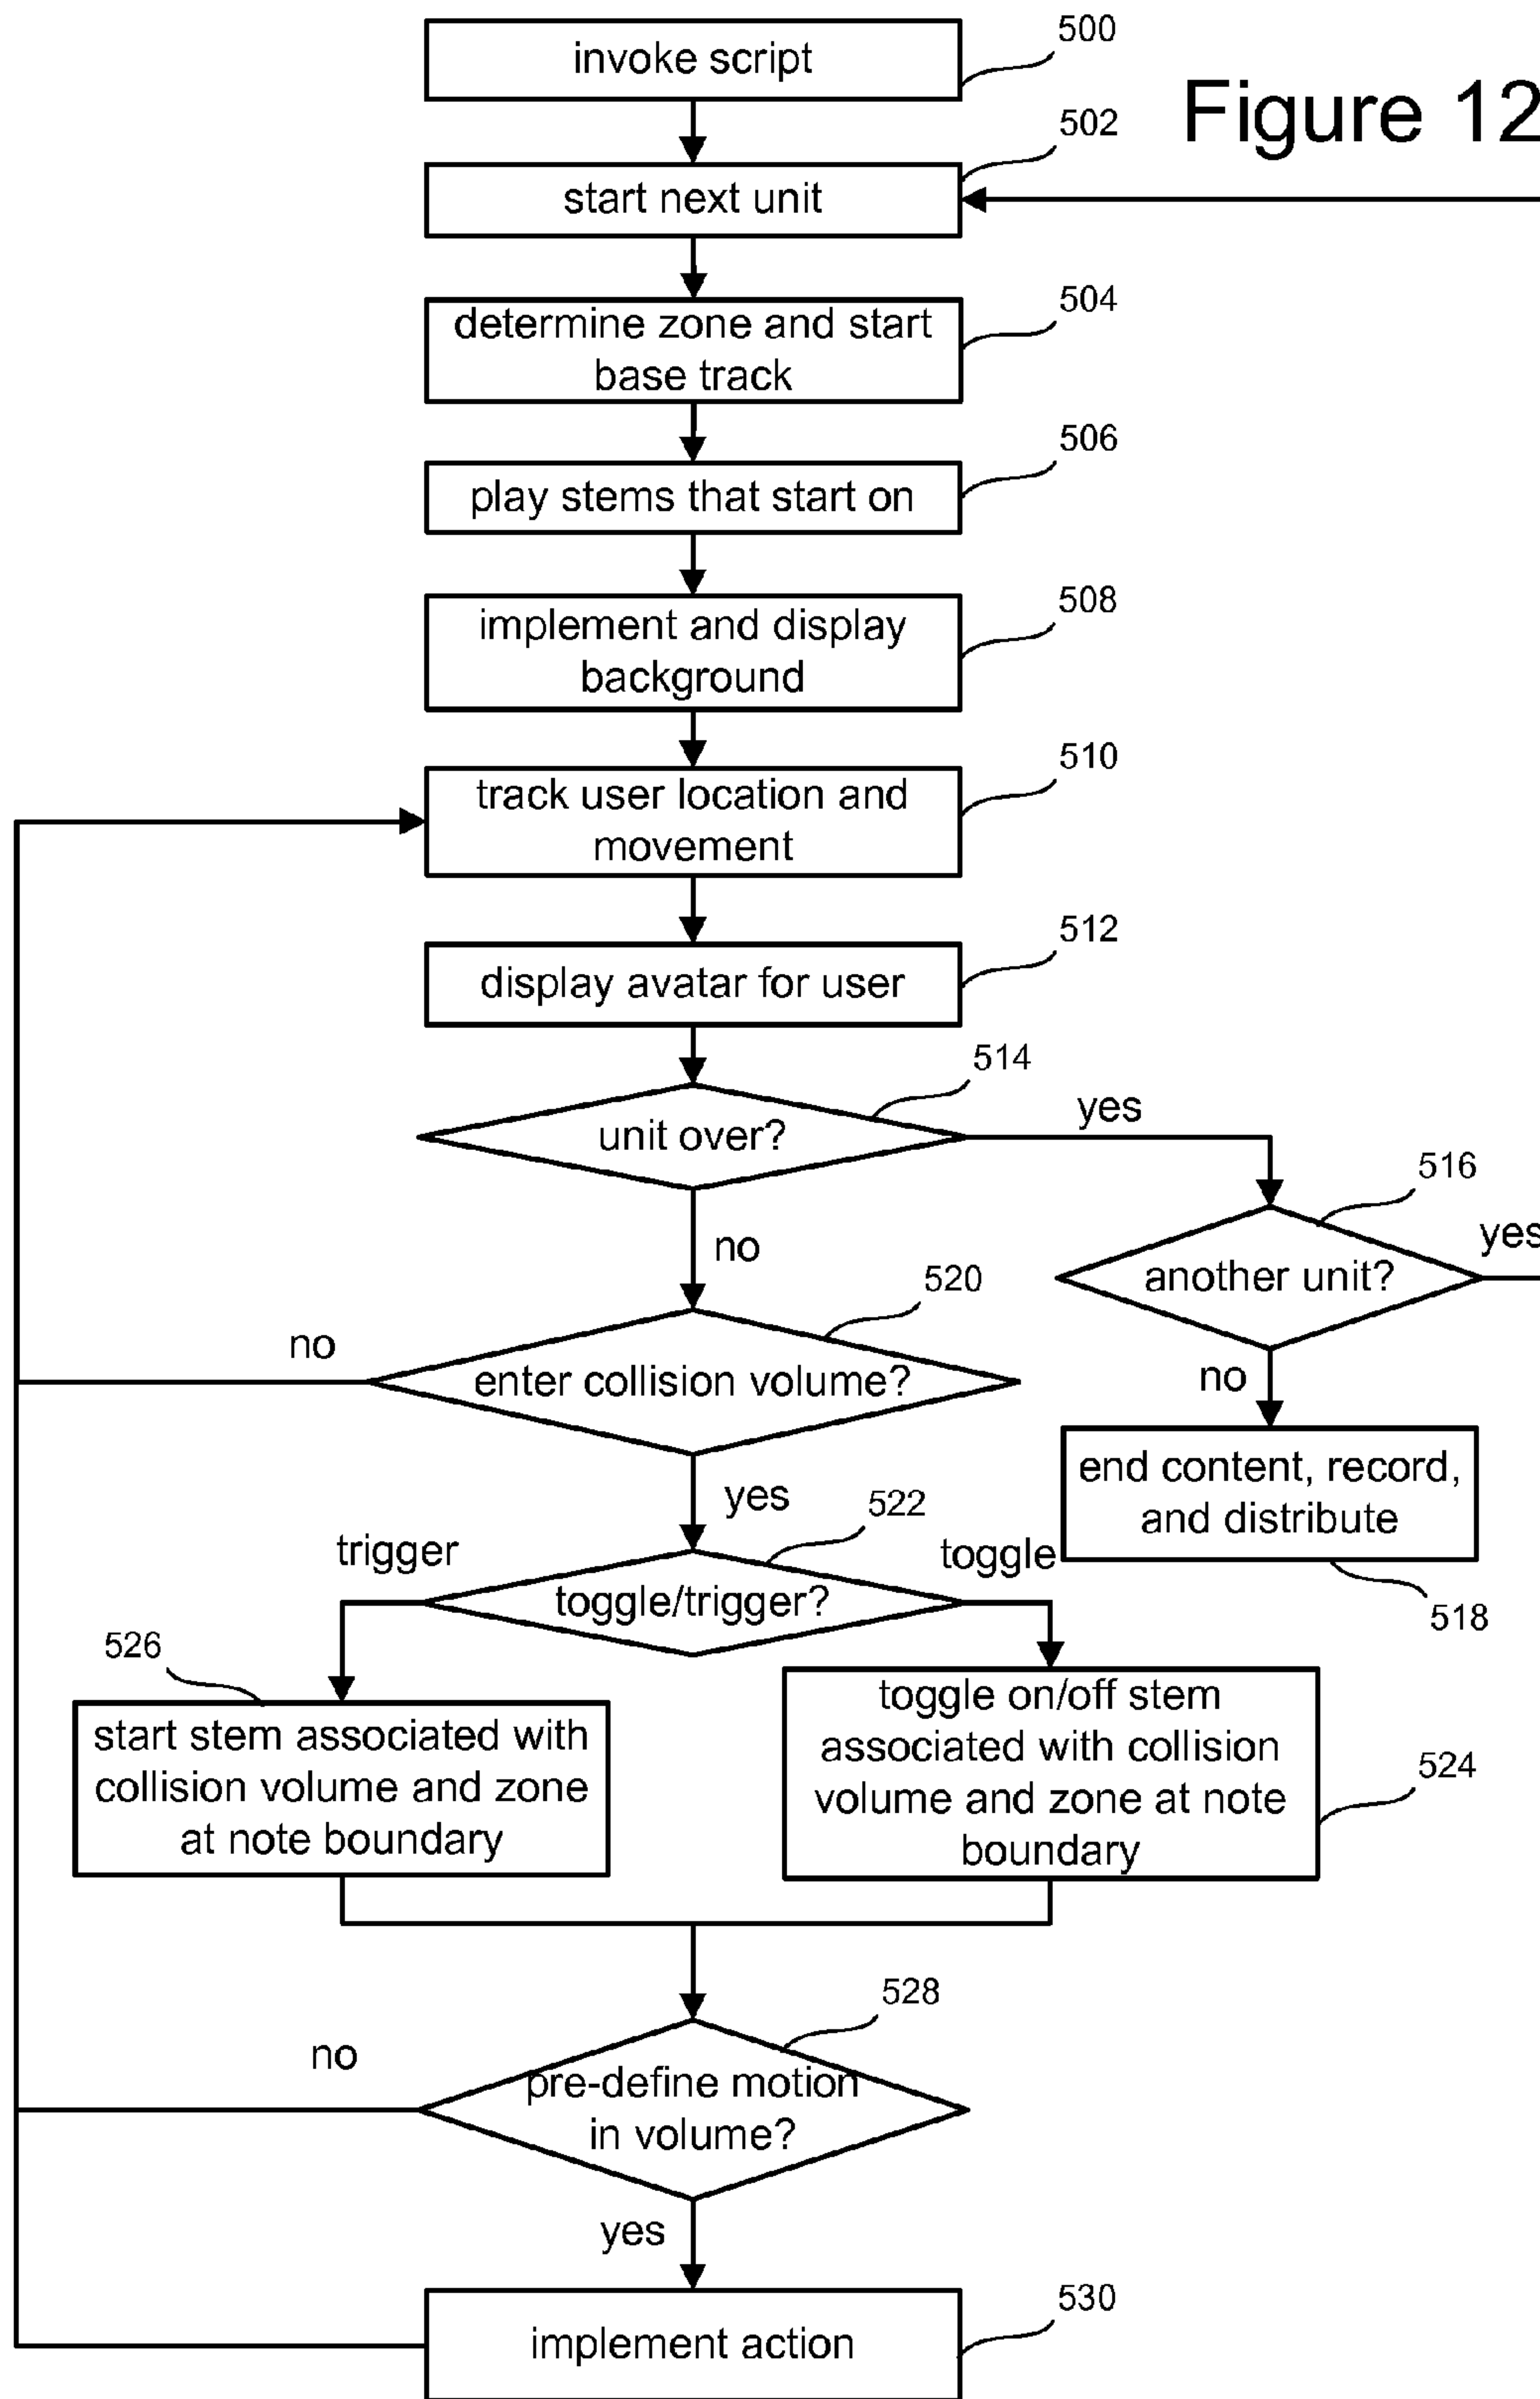 invoke script
500
Figure 12
502
start next unit
504
determine zone and start
base track
506
play stems that start on
508
implement and display
background
510
track user location and
movement
512
display avatar for user
514
unit over?
yes
516
another unit?
yes
no
520
no
enter collision volume?
no
end content, record,
and distribute
518
yes
522
trigger
toggle
toggle/trigger?
526
start stem associated with
collision volume and zone
at note boundary
toggle on/off stem
associated with collision
volume and zone at note
boundary
524
528
no
pre-define motion
in volume?
yes
530
implement action